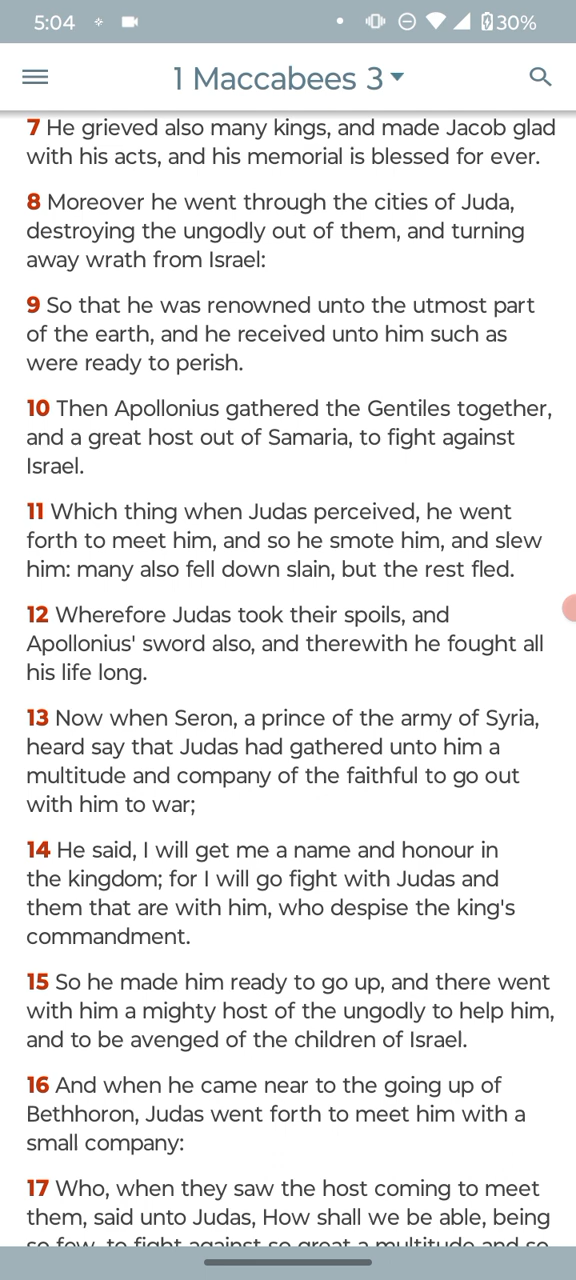 5:04
30%
1 Maccabees 3
7 He grieved also many kings, and made Jacob glad
with his acts, and his memorial is blessed for ever.
8 Moreover he went through the cities of Juda,
destroying the ungodly out of them, and turning
away wrath from Israel:
9 So that he was renowned unto the utmost part
of the earth, and he received unto him such as
were ready to perish.
10 Then Apollonius gathered the Gentiles together,
and a great host out of Samaria, to fight against
Israel.
11 Which thing when Judas perceived, he went
forth to meet him, and so he smote him, and slew
him: many also fell down slain, but the rest fled.
12 Wherefore Judas took their spoils, and
Apollonius' sword also, and therewith he fought all
his life long.
13 Now when Seron, a prince of the army of Syria,
heard say that Judas had gathered unto him a
multitude and company of the faithful to go out
with him to war;
14 He said, I will get me a name and honour in
the kingdom; for I will go fight with Judas and
them that are with him, who despise the king's
commandment.
15 So he made him ready to go up, and there went
with him a mighty host of the ungodly to help him,
and to be avenged of the children of Israel.
16 And when he came near to the going up of
Bethhoron, Judas went forth to meet him with a
small company:
17 Who, when they saw the host coming to meet
them, said unto Judas, How shall we be able, being
so few, to fight against so great a multitude and so